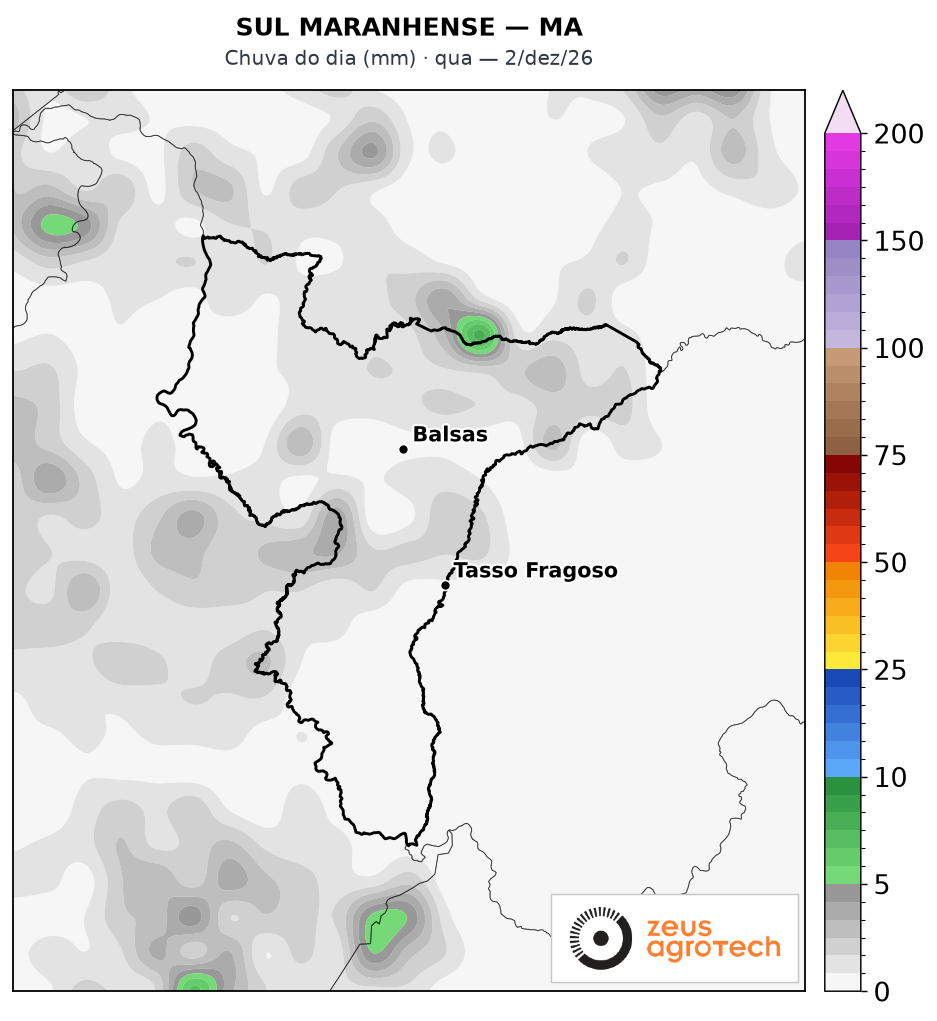 SUL MARANHENSE — MA
Chuva do dia (mm) · qua — 2/dez/26
200
150
100
75
50
25
10
5
0
Balsas
Tasso Fragoso
zeus
agrotech